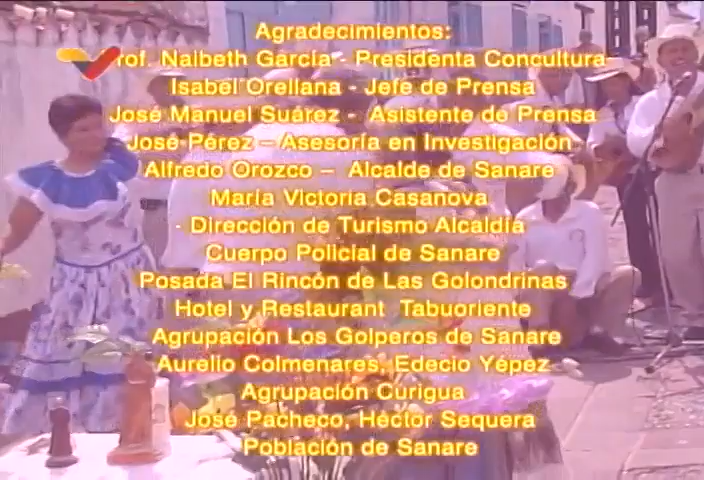 Agradecimientos:
Prof. Nalbeth García - Presidenta Concultura
Isabel Orellana - Jefe de Prensa
José Manuel Suárez - Asistente de Prensa
José Pérez – Asesoría en Investigación
Alfredo Orozco – Alcalde de Sanare
María Victoria Casanova
- Dirección de Turismo Alcaldía
Cuerpo Policial de Sanare
Posada El Rincón de Las Golondrinas
Hotel y Restaurant Tabuoriente
Agrupación Los Golperos de Sanare
Aurelio Colmenares, Edecio Yépez
Agrupación Curigua
José Pacheco, Héctor Sequera
Población de Sanare